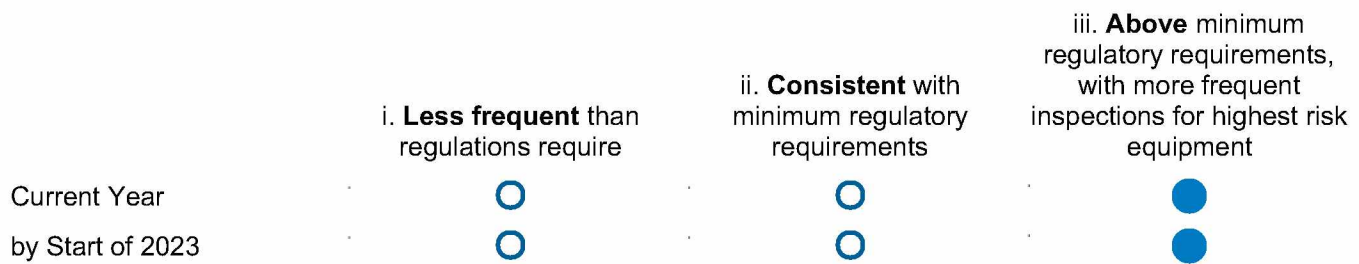 i. Less frequent than
regulations require
ii. Consistent with
minimum regulatory
requirements
iii. Above minimum
regulatory requirements,
with more frequent
inspections for highest risk
equipment
Current Year
by Start of 2023